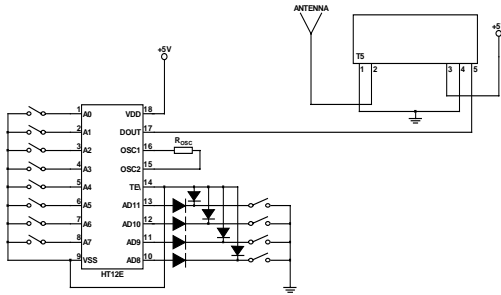 ANTENNA
+5
T5
1 2 3 4 5
+5V
1 A0 VDD 18
2 A1 DOUT 17
3 A2 OSC1 16 ROSC
4 A3 OSC2 15
5 A4 TE\ 14
6 A5 AD11 13
7 A6 AD10 12
8 A7 AD9 11
9 VSS AD8 10
HT12E